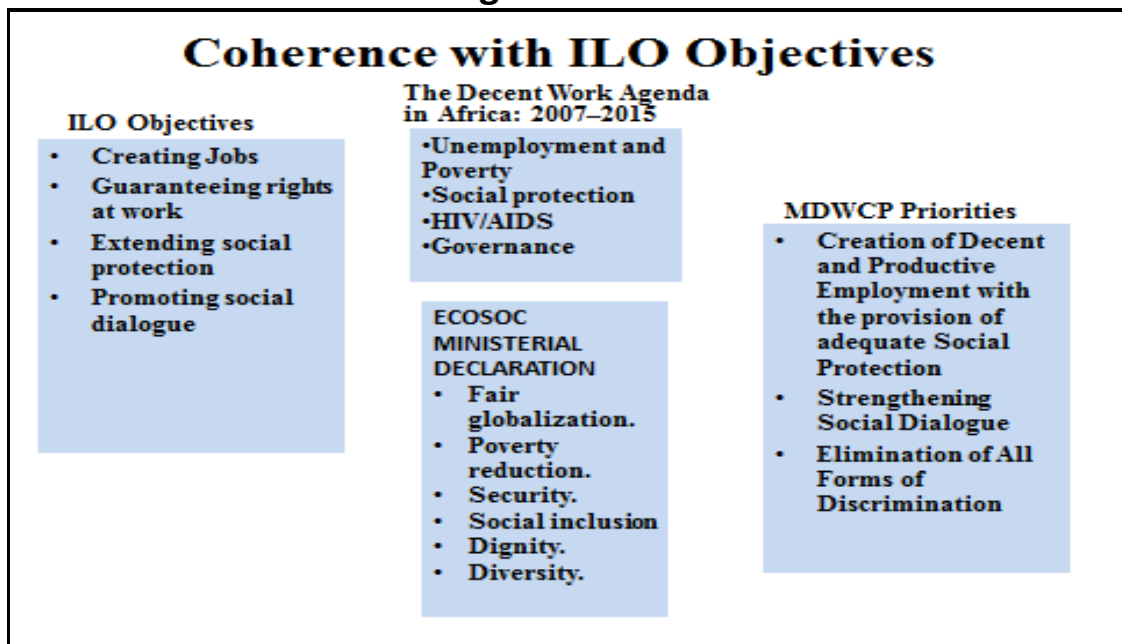 Coherence with ILO Objectives
ILO Objectives
• Creating Jobs
• Guaranteeing rights
at work
• Extending social
protection
• Promoting social
dialogue
The Decent Work Agenda
in Africa: 2007–2015
•Unemployment and
Poverty
•Social protection
•HIV/AIDS
•Governance
ECOSOC
MINISTERIAL
DECLARATION
• Fair
globalization.
• Poverty
reduction.
• Security.
• Social inclusion
• Dignity.
• Diversity.
MDWCP Priorities
• Creation of Decent
and Productive
Employment with
the provision of
adequate Social
Protection
• Strengthening
Social Dialogue
• Elimination of All
Forms of
Discrimination